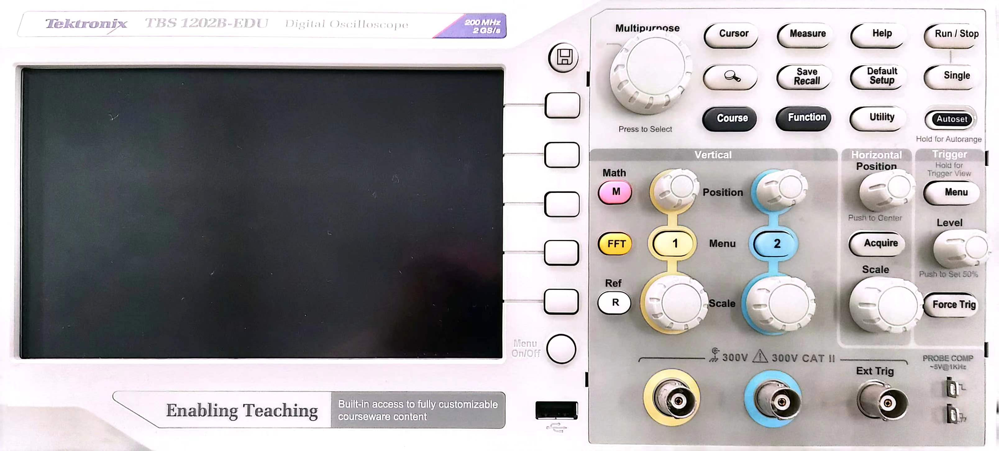 Tektronix TBS 1202B-EDU Digital Oscilloscope
200 MHz
2 GS/s
Multipurpose
Press to Select
Cursor
Measure
Help
Run / Stop
Save
Recall
Default
Setup
Single
Course
Function
Utility
Autoset
Hold for Autorange
Vertical
Horizontal
Trigger
Math
M
Position
FFT
1
Menu
2
Ref
R
Scale
Position
Push to Center
Acquire
Scale
Hold for
Trigger View
Menu
Level
Push to Set 50%
Force Trig
Menu
On/Off
300V 300V CAT II
Ext Trig
PROBE COMP
~5V@1KHz
Enabling Teaching
Built-in access to fully customizable
courseware content